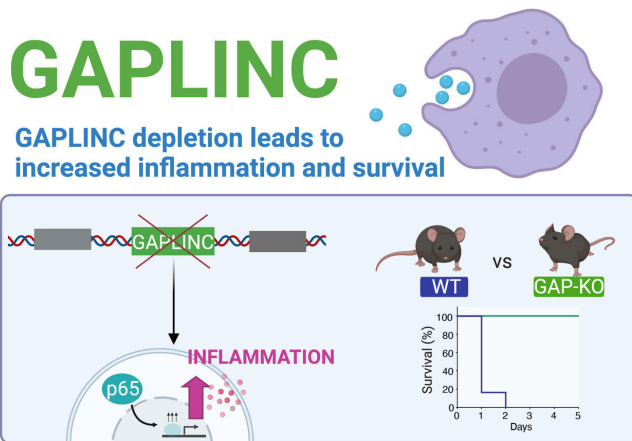 GAPLINC
GAPLINC depletion leads to
increased inflammation and survival
GAPLINC
INFLAMMATION
p65
WT
vs
GAP-KO
Survival (%)
100
80
60
40
20
0
0 1 2 3 4 5
Days